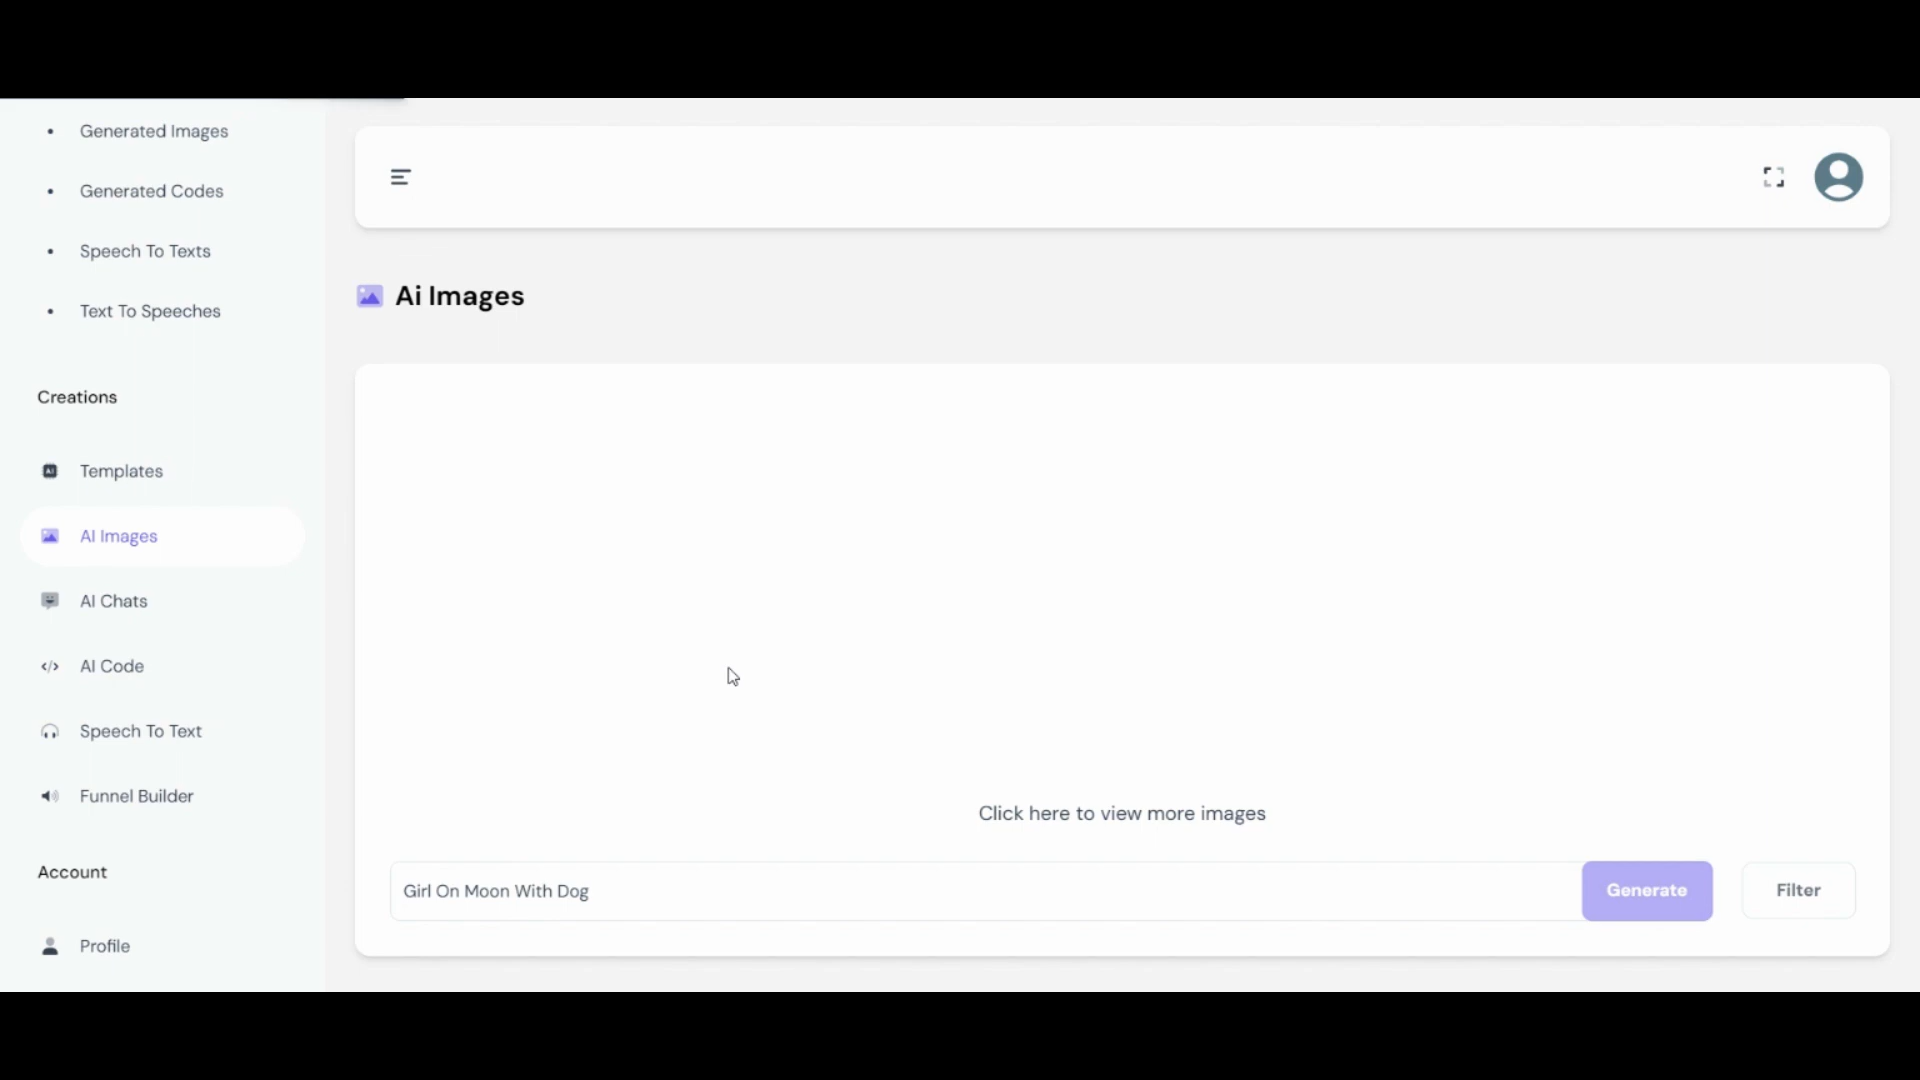 Generated Images
Generated Codes
Speech To Texts
Text To Speeches
Creations
Templates
AI Images
AI Chats
AI Code
Speech To Text
Funnel Builder
Account
Profile
Ai Images
Click here to view more images
Girl On Moon With Dog
Generate
Filter